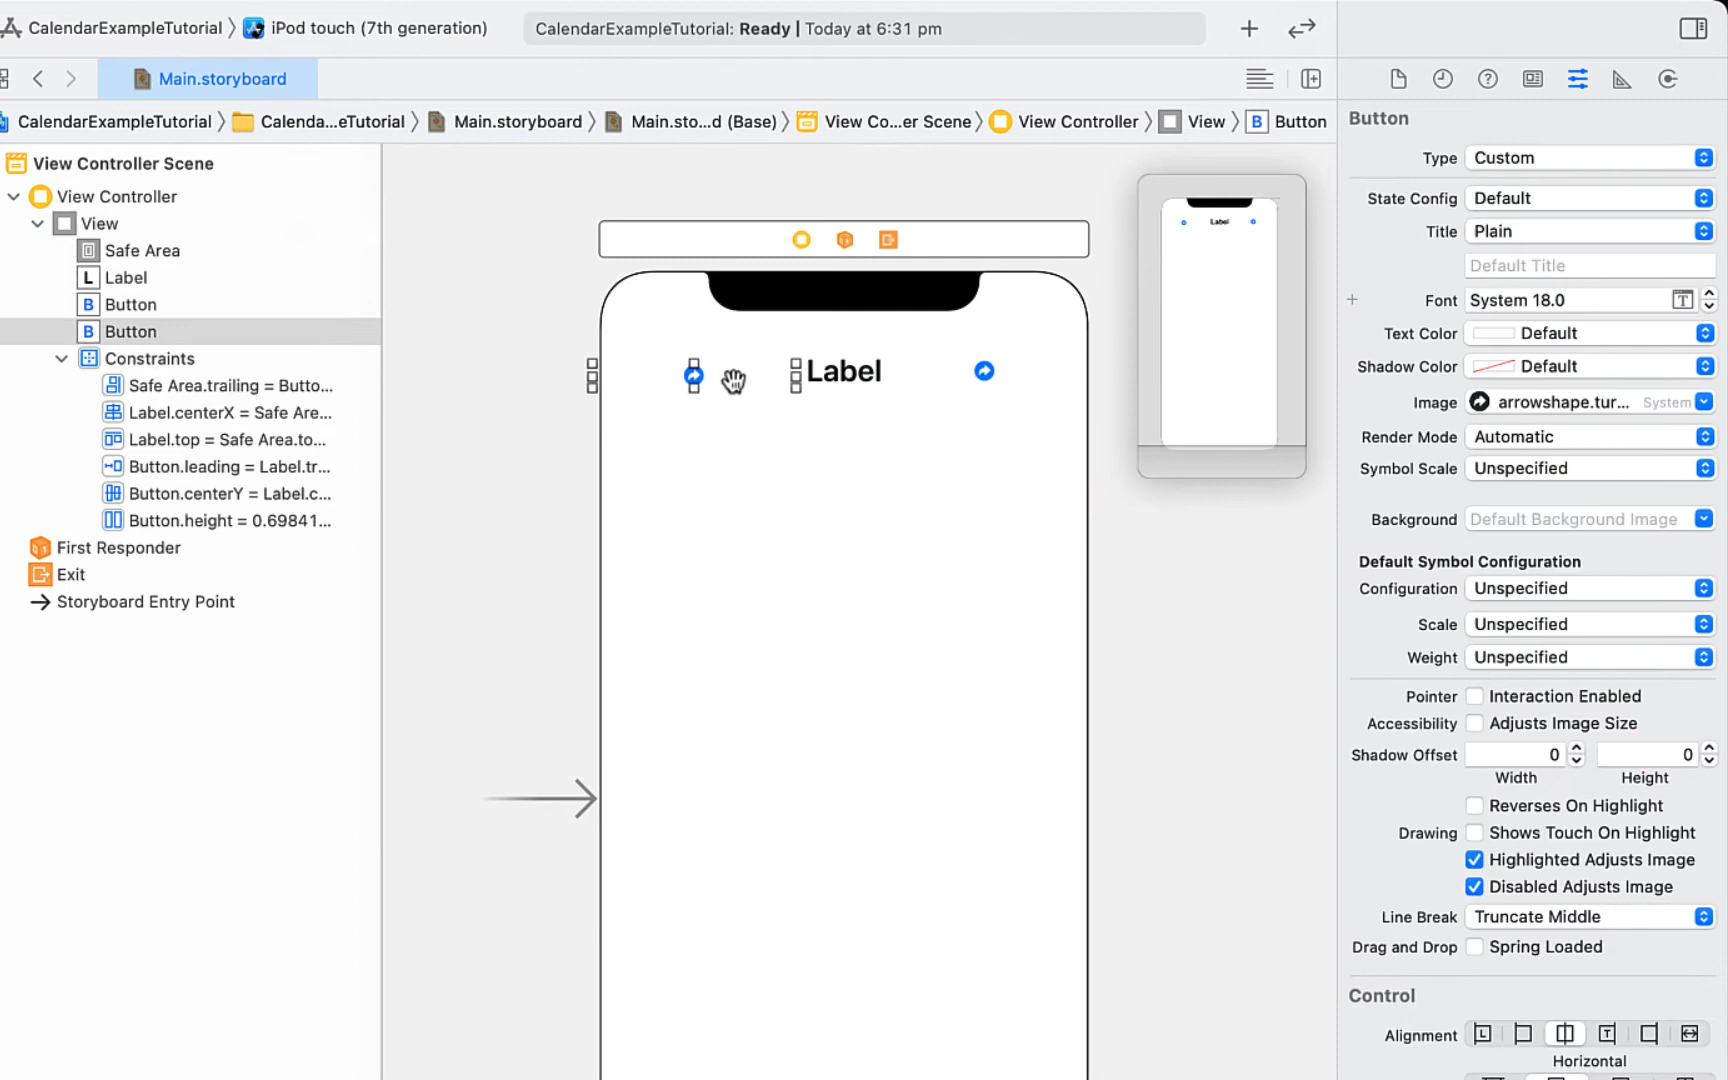 CalendarExampleTutorial 〉 iPod touch (7th generation)
CalendarExampleTutorial: Ready | Today at 6:31 pm
Main.storyboard
CalendarExampleTutorial 〉 Calenda...eTutorial 〉 Main.storyboard 〉 Main.sto...d (Base) 〉 View Co...er Scene 〉 View Controller 〉 View 〉 B Button
View Controller Scene
View Controller
View
Safe Area
L Label
B Button
B Button
Constraints
Safe Area.trailing = Butto...
Label.centerX = Safe Are...
Label.top = Safe Area.to...
Button.leading = Label.tr...
Button.centerY = Label.c...
Button.height = 0.69841...
First Responder
Exit
Storyboard Entry Point
Label
Label
Button
Type Custom
State Config Default
Title Plain
Default Title
Font System 18.0 T
Text Color Default
Shadow Color Default
Image arrowshape.tur... System
Render Mode Automatic
Symbol Scale Unspecified
Background Default Background Image
Default Symbol Configuration
Configuration Unspecified
Scale Unspecified
Weight Unspecified
Pointer Interaction Enabled
Accessibility Adjusts Image Size
Shadow Offset 0 0
Width Height
Reverses On Highlight
Drawing Shows Touch On Highlight
Highlighted Adjusts Image
Disabled Adjusts Image
Line Break Truncate Middle
Drag and Drop Spring Loaded
Control
Alignment
Horizontal